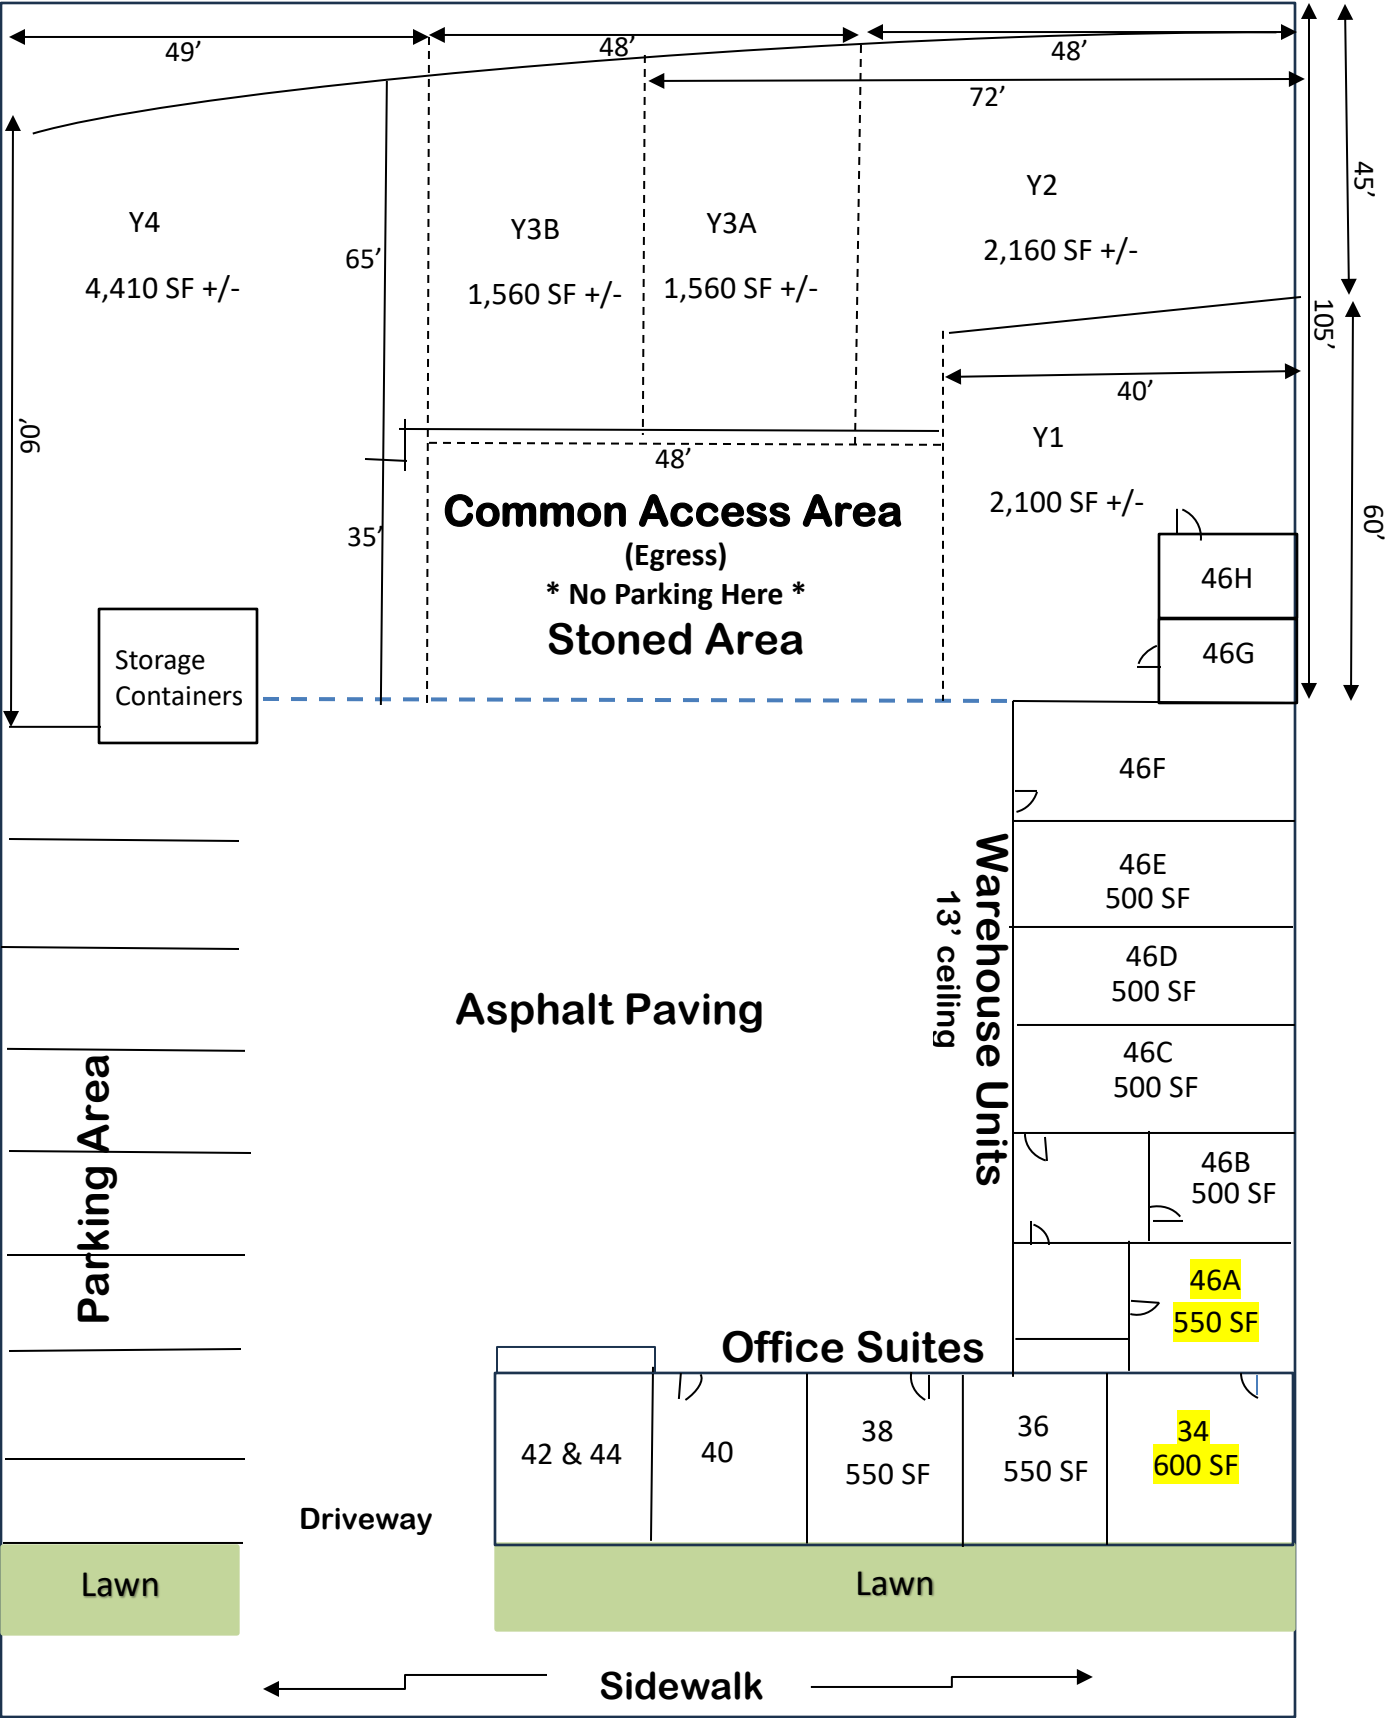 49’
48’
48’
72’
45’
105’
60’
90’
65’
35’
Y4
4,410 SF +/-
Y3B
1,560 SF +/-
Y3A
1,560 SF +/-
Y2
2,160 SF +/-
40’
Y1
2,100 SF +/-
48’
Common Access Area
(Egress)
* No Parking Here *
Stoned Area
46H
46G
Storage
Containers
46F
46E
500 SF
46D
500 SF
46C
500 SF
46B
500 SF
46A
550 SF
Warehouse Units
13’ ceiling
Asphalt Paving
Parking Area
Office Suites
42 & 44
40
38
550 SF
36
550 SF
34
600 SF
Driveway
Lawn
Lawn
Sidewalk